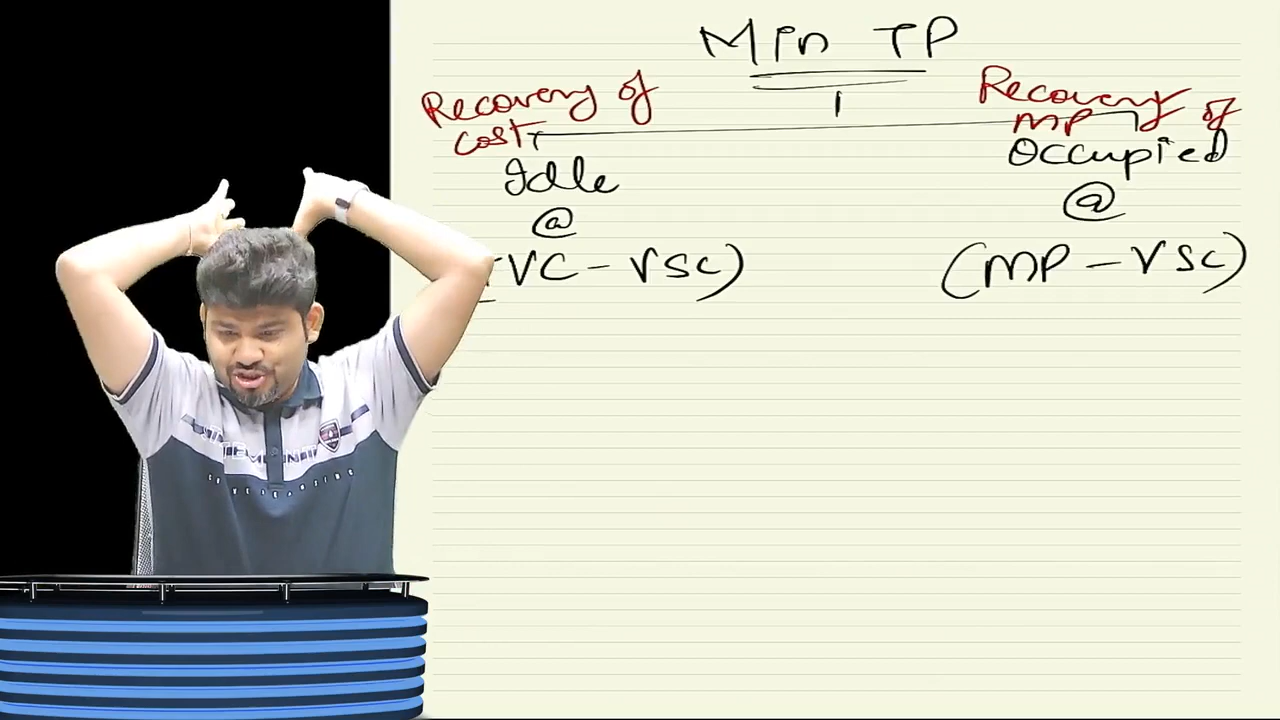 Min TP
Recovery of
cost
Idle
@
(VC - VSC)
Recovery of
MP
Occupied
@
(MP - VSC)